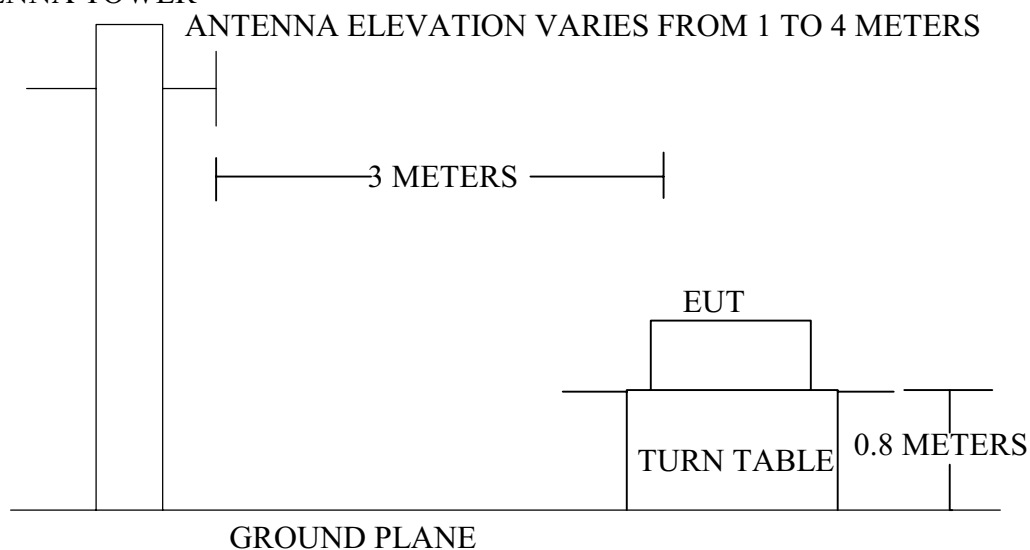 ANTENNA ELEVATION VARIES FROM 1 TO 4 METERS
3 METERS
EUT
0.8 METERS
TURN TABLE
GROUND PLANE